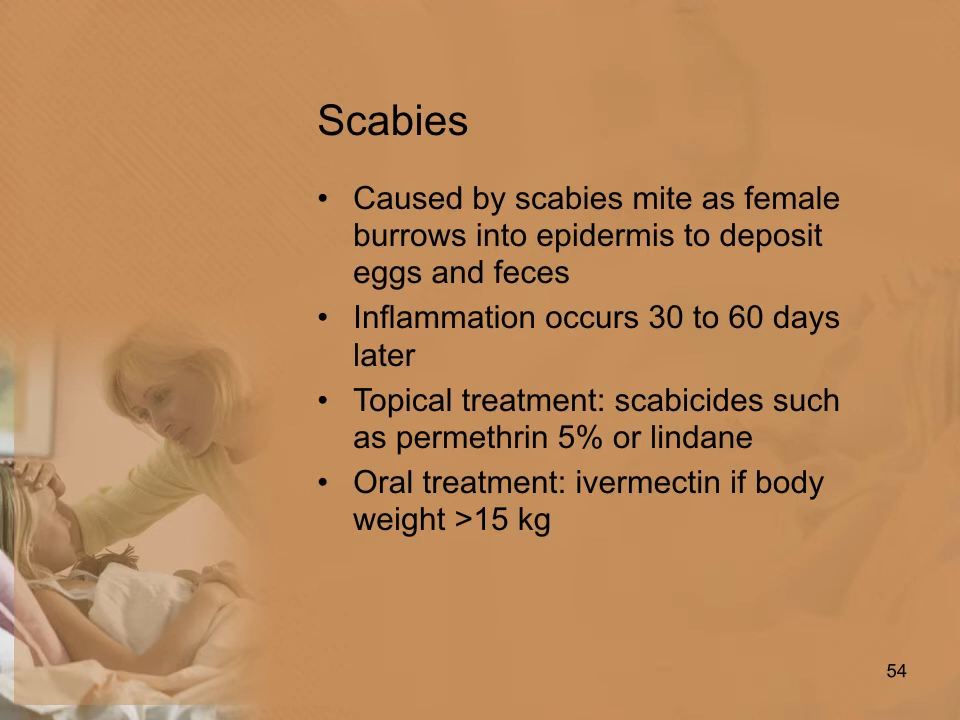 Scabies
• Caused by scabies mite as female
burrows into epidermis to deposit
eggs and feces
• Inflammation occurs 30 to 60 days
later
• Topical treatment: scabicides such
as permethrin 5% or lindane
• Oral treatment: ivermectin if body
weight >15 kg
54